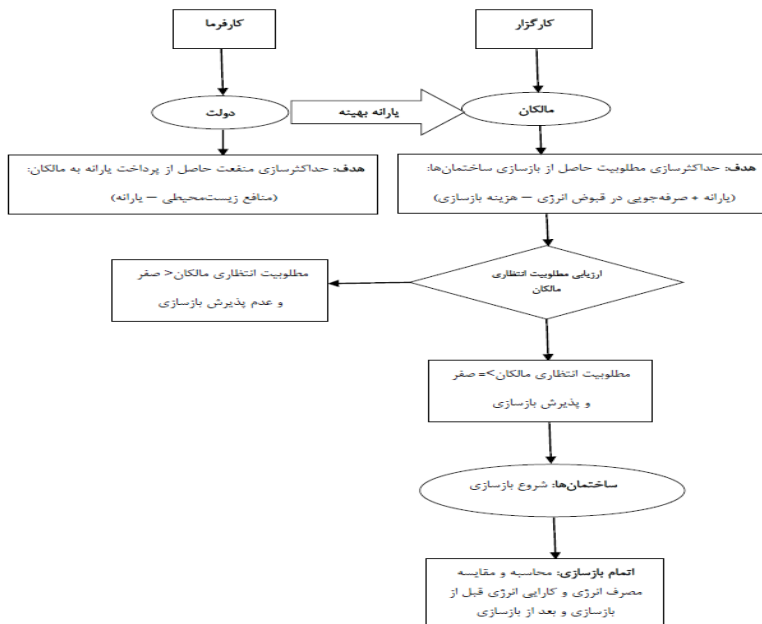 کارگزار
کارفرما
مالکان
یارانه بهینه
دولت
هدف: حداکثرسازی مطلوبیت حاصل از بازسازی ساختمان‌ها:
(یارانه + صرفه‌جویی در قبوض انرژی – هزینه بازسازی)
هدف: حداکثرسازی منفعت حاصل از پرداخت یارانه به مالکان:
(منافع زیست‌محیطی – یارانه)
ارزیابی مطلوبیت انتظاری
مالکان
مطلوبیت انتظاری مالکان< صفر
و عدم پذیرش بازسازی
مطلوبیت انتظاری مالکان>= صفر
و پذیرش بازسازی
ساختمان‌ها: شروع بازسازی
اتمام بازسازی: محاسبه و مقایسه
مصرف انرژی و کارایی انرژی قبل از
بازسازی و بعد از بازسازی